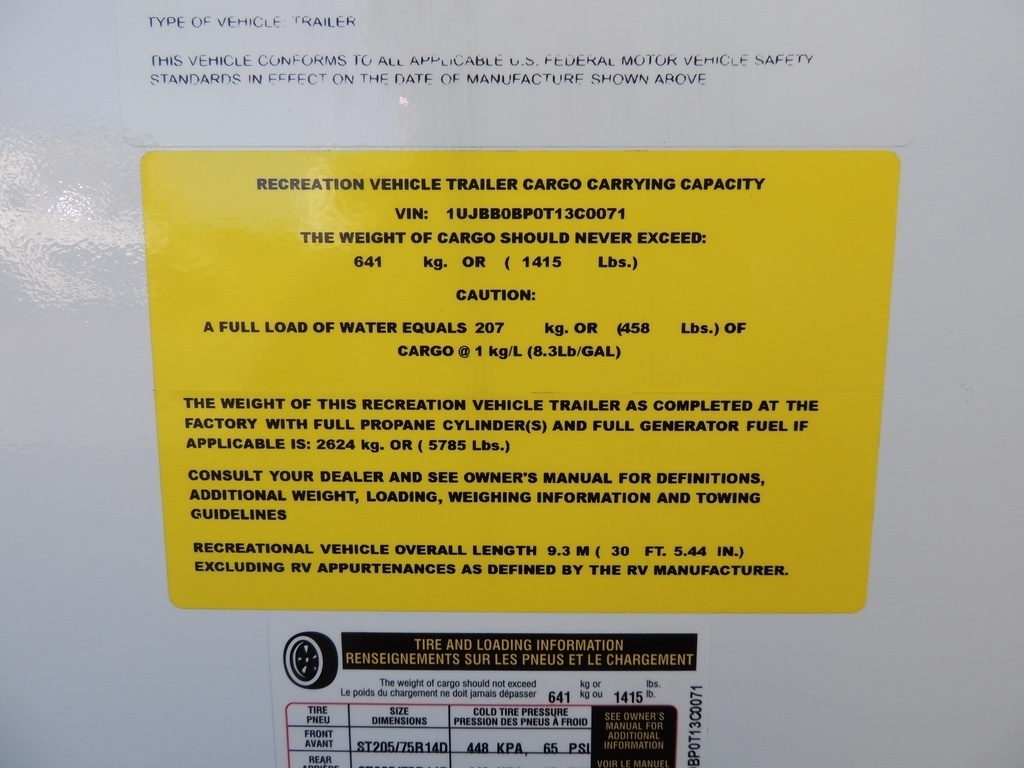 TYPE OF VEHICLE: TRAILER
THIS VEHICLE CONFORMS TO ALL APPLICABLE U.S. FEDERAL MOTOR VEHICLE SAFETY
STANDARDS IN EFFECT ON THE DATE OF MANUFACTURE SHOWN ABOVE
RECREATION VEHICLE TRAILER CARGO CARRYING CAPACITY
VIN: 1UJBB0BP0T13C0071
THE WEIGHT OF CARGO SHOULD NEVER EXCEED:
641 kg. OR ( 1415 Lbs.)
CAUTION:
A FULL LOAD OF WATER EQUALS 207 kg. OR (458 Lbs.) OF
CARGO @ 1 kg/L (8.3Lb/GAL)
THE WEIGHT OF THIS RECREATION VEHICLE TRAILER AS COMPLETED AT THE
FACTORY WITH FULL PROPANE CYLINDER(S) AND FULL GENERATOR FUEL IF
APPLICABLE IS: 2624 kg. OR ( 5785 Lbs.)
CONSULT YOUR DEALER AND SEE OWNER'S MANUAL FOR DEFINITIONS,
ADDITIONAL WEIGHT, LOADING, WEIGHING INFORMATION AND TOWING
GUIDELINES
RECREATIONAL VEHICLE OVERALL LENGTH 9.3 M ( 30 FT. 5.44 IN.)
EXCLUDING RV APPURTENANCES AS DEFINED BY THE RV MANUFACTURER.
TIRE AND LOADING INFORMATION
RENSEIGNEMENTS SUR LES PNEUS ET LE CHARGEMENT
The weight of cargo should not exceed kg or lbs.
Le poids du chargement ne doit jamais dépasser 641 kg ou 1415 lb.
TIRE SIZE COLD TIRE PRESSURE
PNEU DIMENSIONS PRESSION DES PNEUS À FROID
SEE OWNER'S
MANUAL FOR
ADDITIONAL
INFORMATION
FRONT
AVANT ST205/75R14D 448 KPA, 65 PSI
REAR
VOIR LE MANUEL
BP0T13C0071